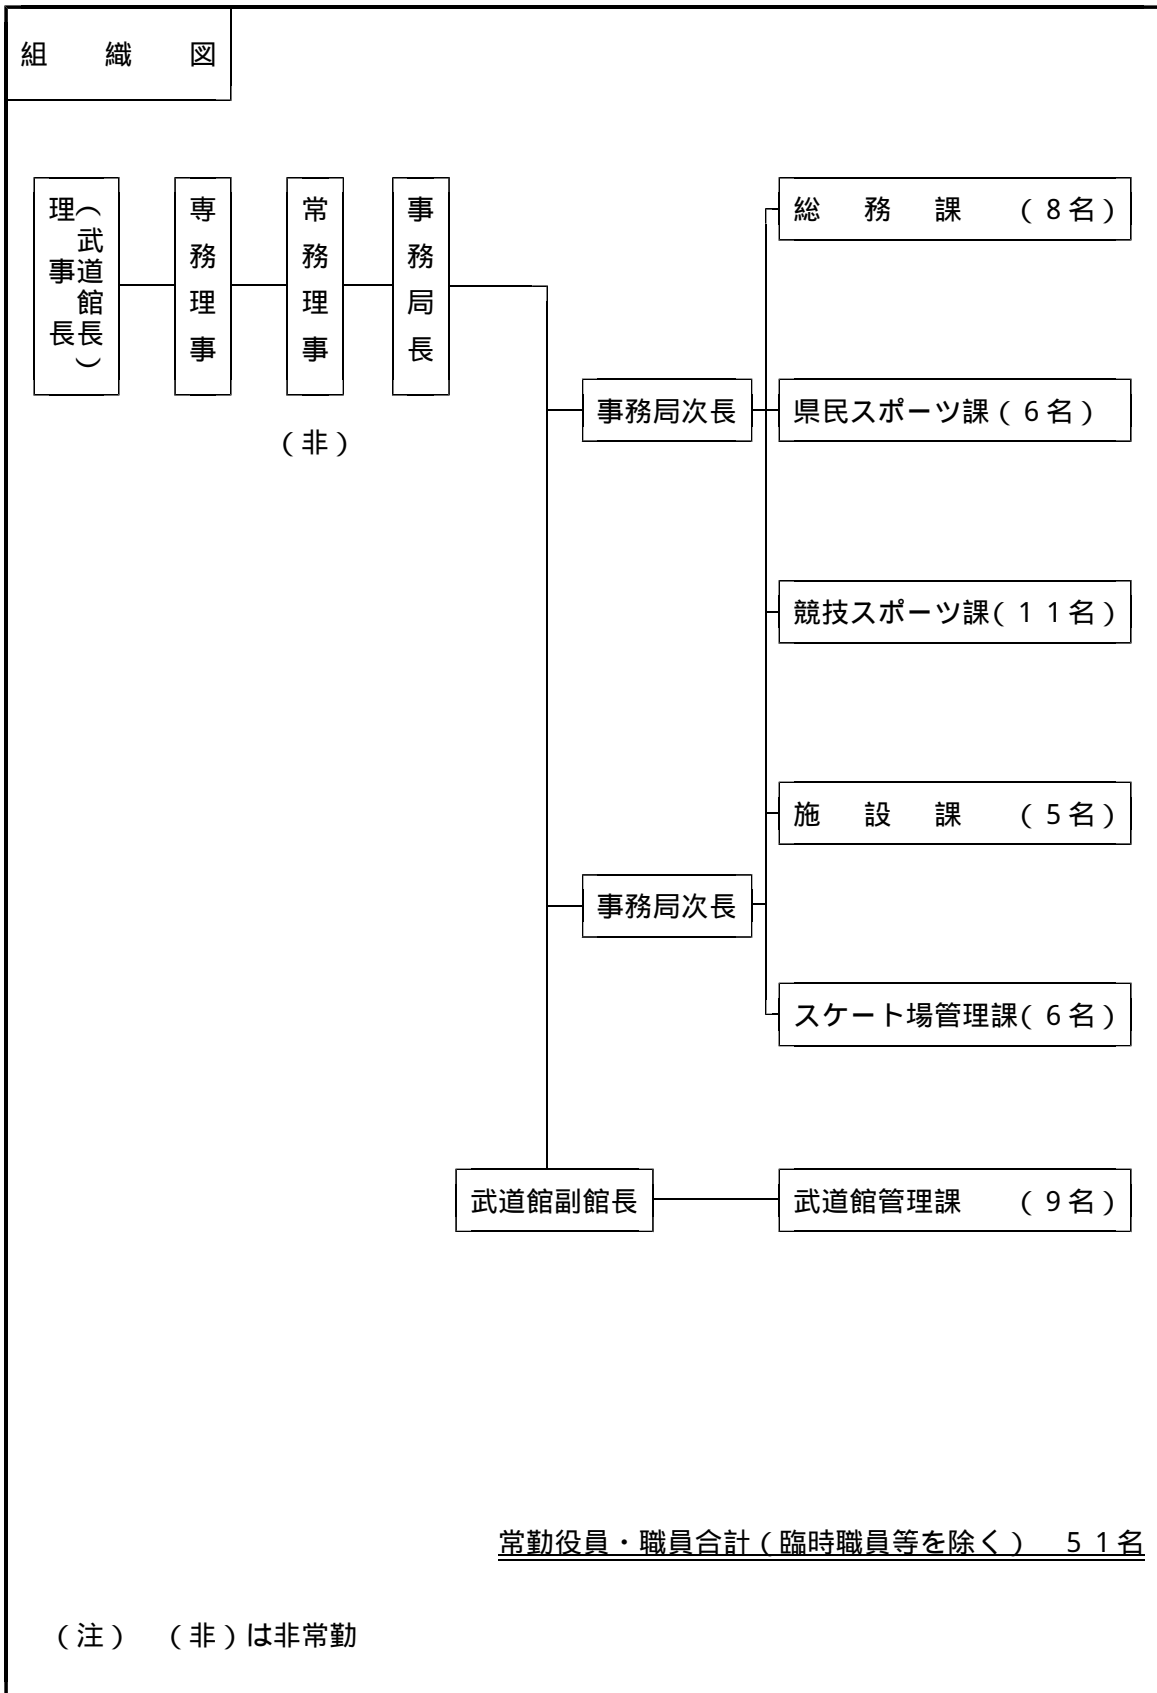 組　織　図
理事長
（武道館長）
専務理事
常務理事
（非）
事務局長
事務局次長
総　務　課　（８名）
県民スポーツ課（６名）
競技スポーツ課（１１名）
施　設　課　（５名）
事務局次長
スケート場管理課（６名）
武道館副館長
武道館管理課　（９名）
常勤役員・職員合計（臨時職員等を除く）　５１名
（注）　（非）は非常勤